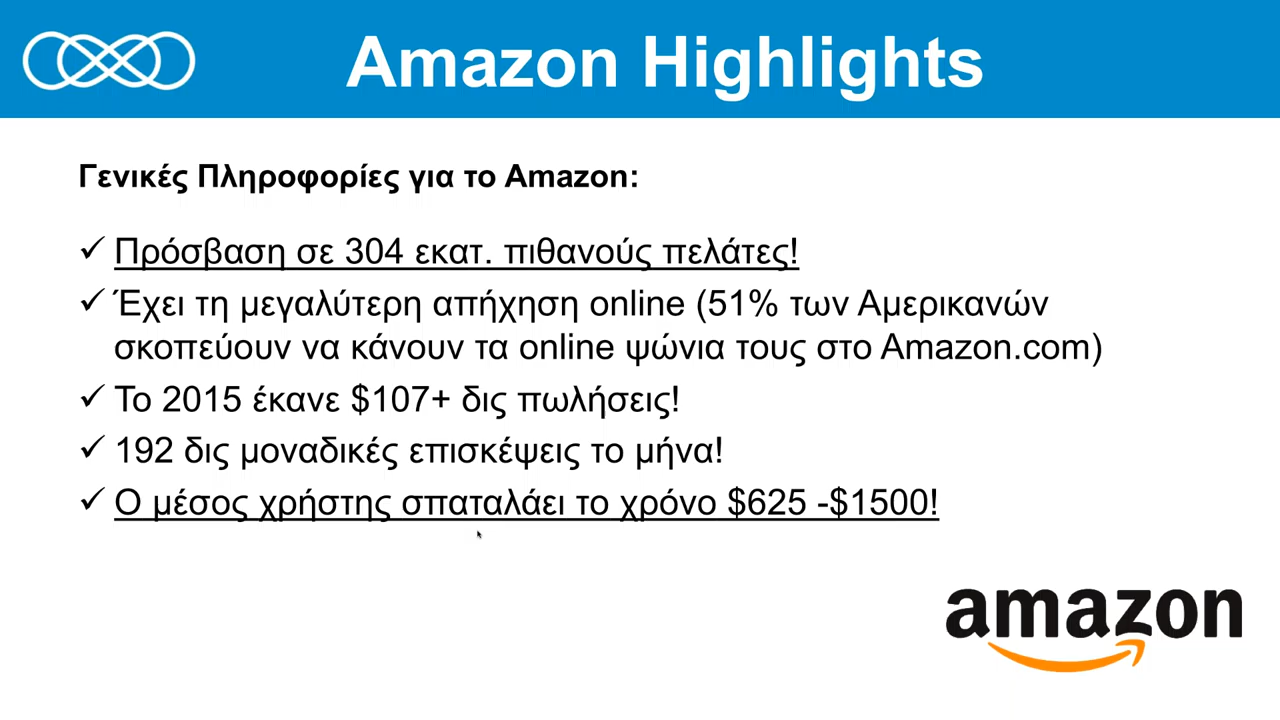 Amazon Highlights
Γενικές Πληροφορίες για το Amazon:
✓ Πρόσβαση σε 304 εκατ. πιθανούς πελάτες!
✓ Έχει τη μεγαλύτερη απήχηση online (51% των Αμερικανών
σκοπεύουν να κάνουν τα online ψώνια τους στο Amazon.com)
✓ Το 2015 έκανε $107+ δις πωλήσεις!
✓ 192 δις μοναδικές επισκέψεις το μήνα!
✓ Ο μέσος χρήστης σπαταλάει το χρόνο $625 -$1500!
amazon